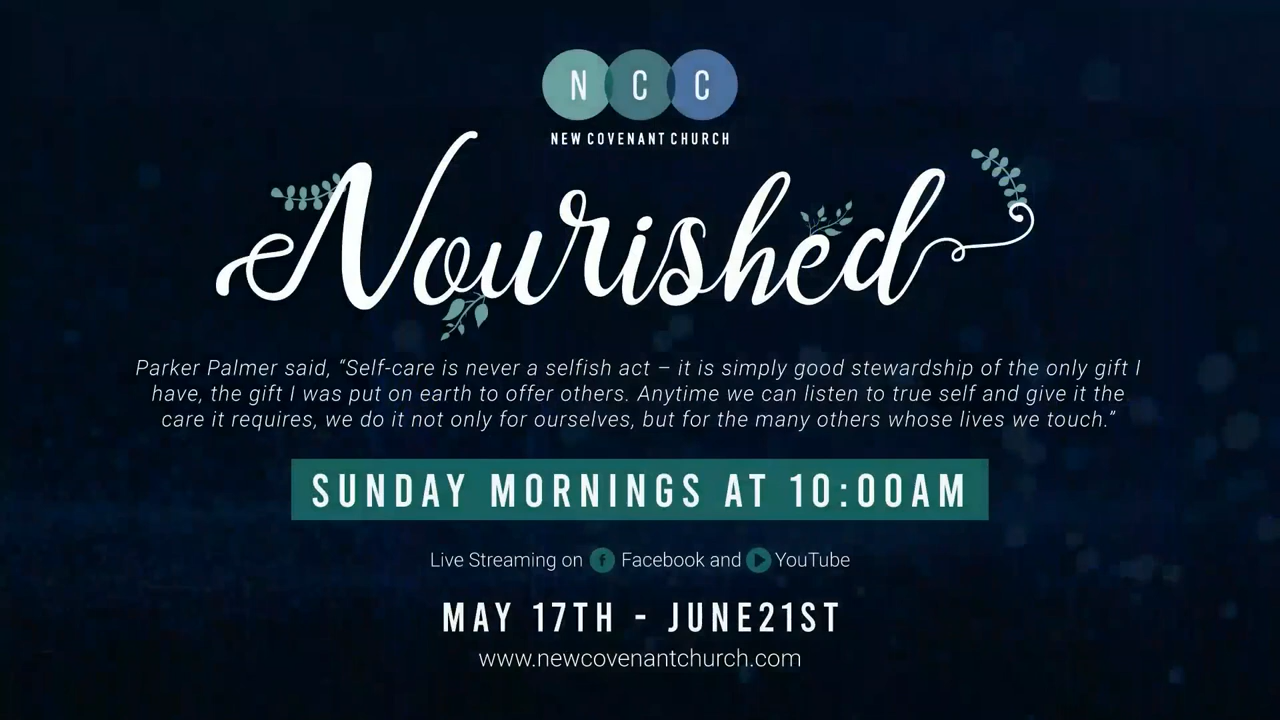 N C C
NEW COVENANT CHURCH
Nourished
Parker Palmer said, “Self-care is never a selfish act – it is simply good stewardship of the only gift I
have, the gift I was put on earth to offer others. Anytime we can listen to true self and give it the
care it requires, we do it not only for ourselves, but for the many others whose lives we touch.”
SUNDAY MORNINGS AT 10:00AM
Live Streaming on f Facebook and YouTube
MAY 17TH - JUNE21ST
www.newcovenantchurch.com